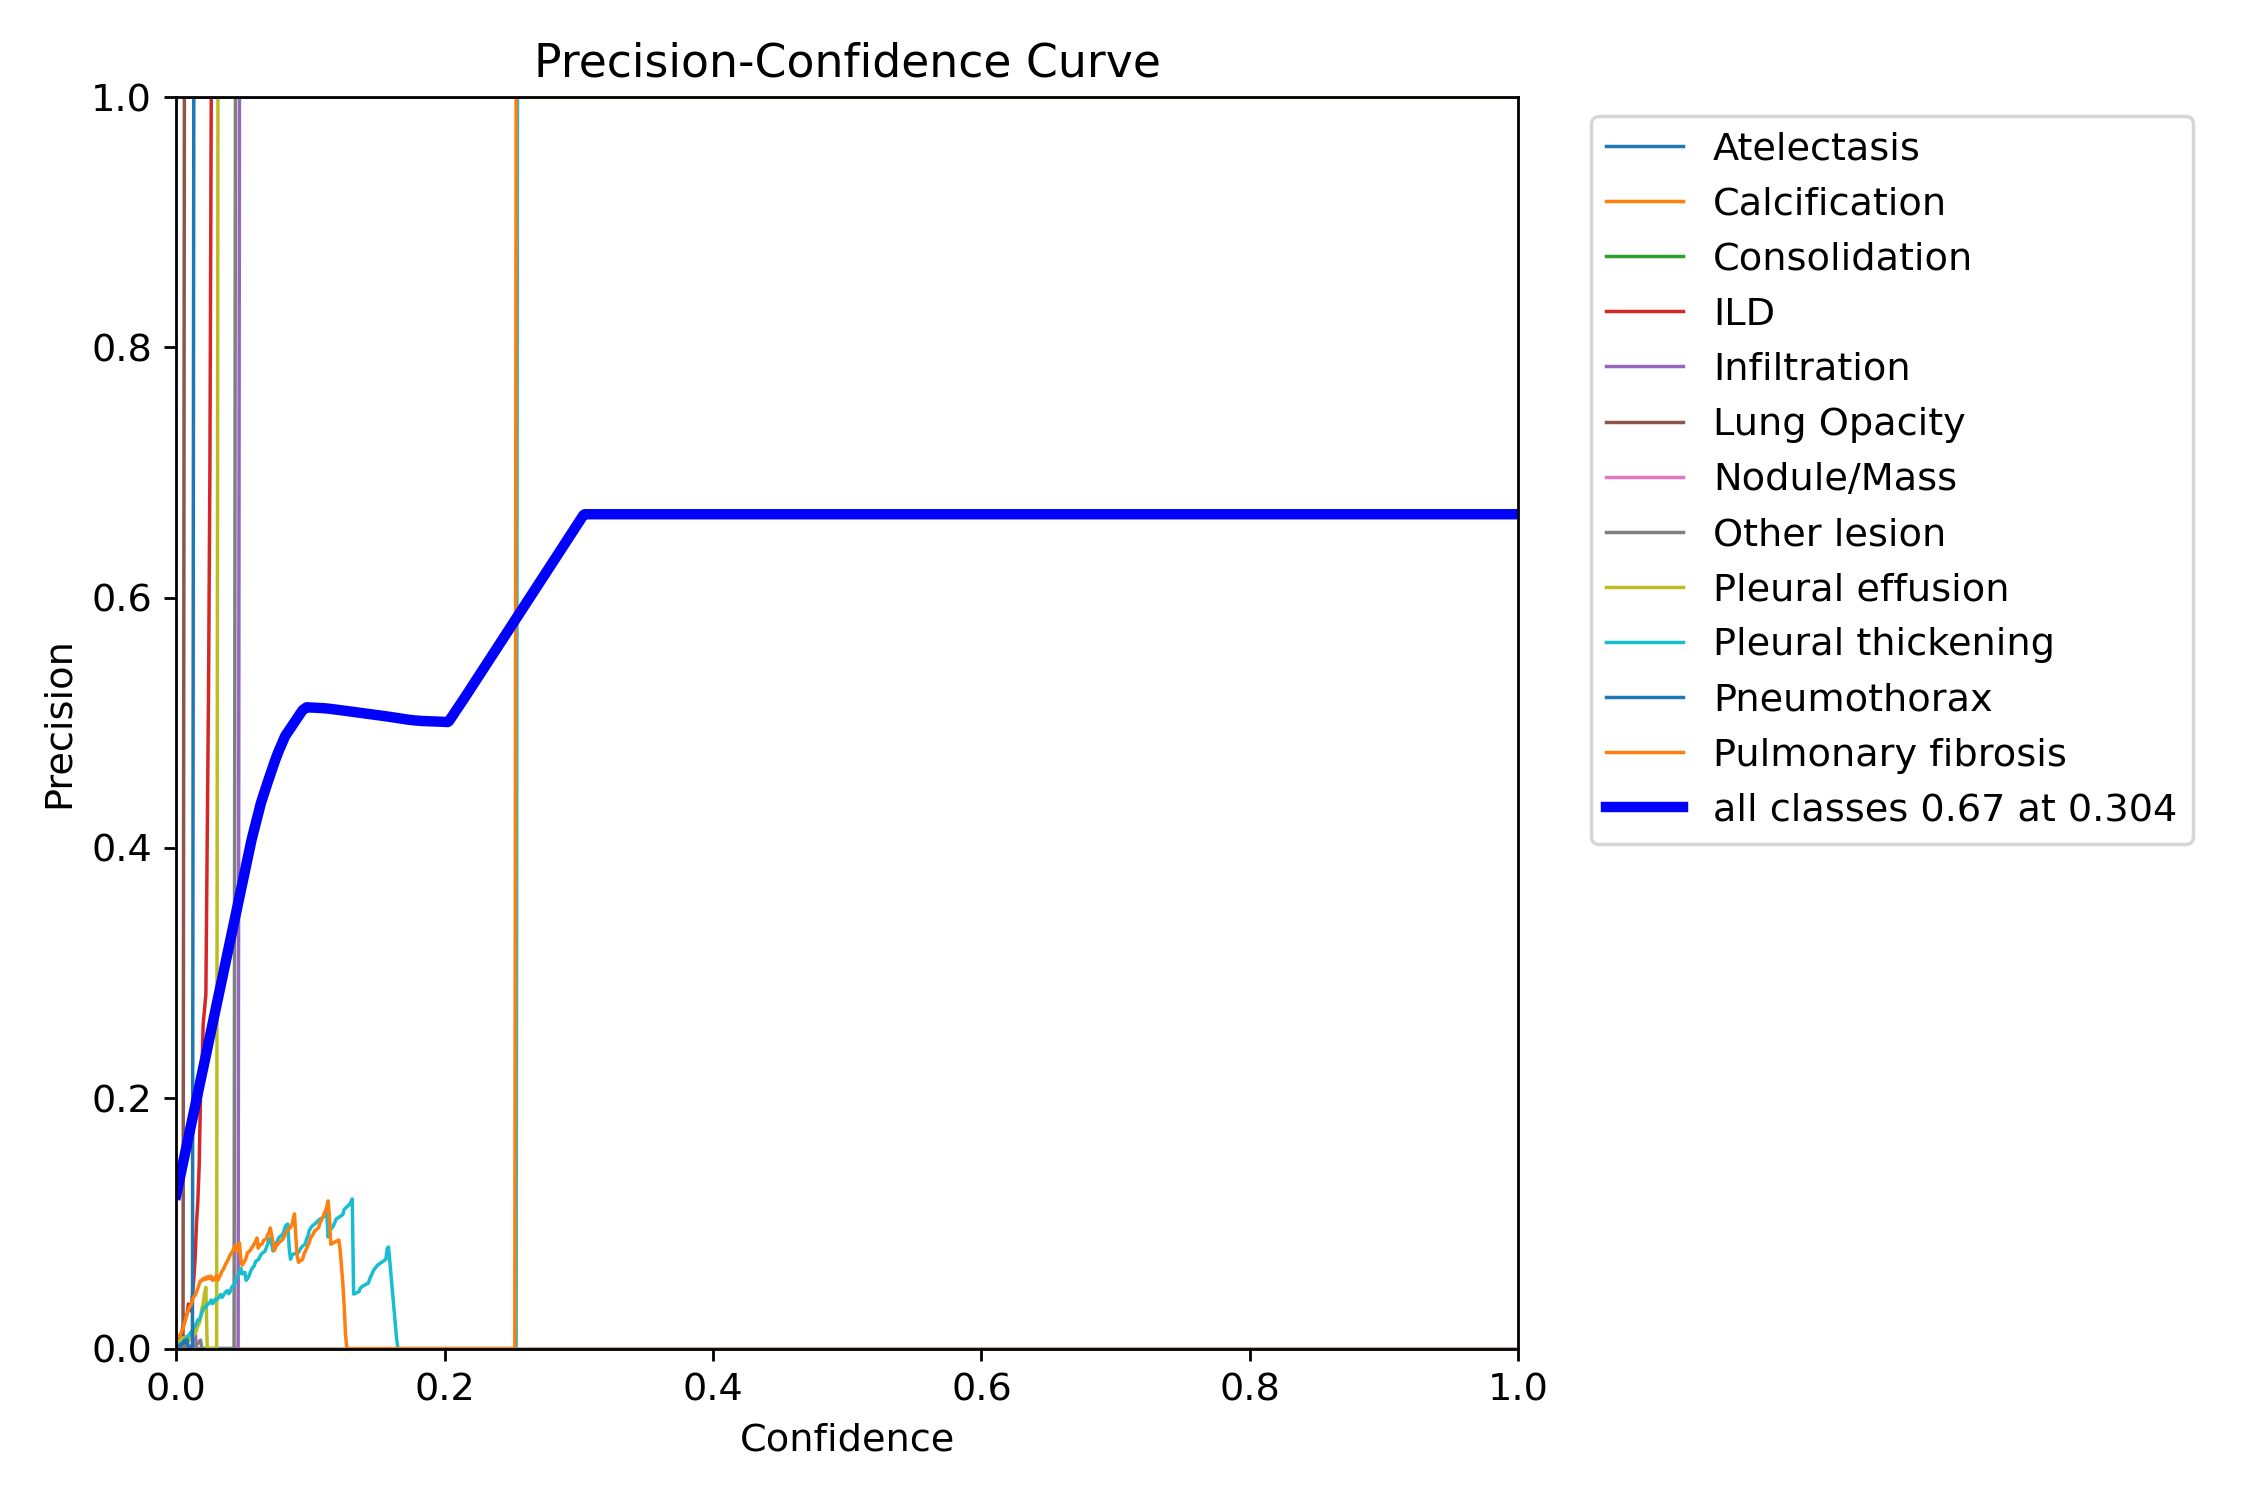 Precision-Confidence Curve
1.0
0.8
0.6
0.4
0.2
0.0
Precision
0.0 0.2 0.4 0.6 0.8 1.0
Confidence
Atelectasis
Calcification
Consolidation
ILD
Infiltration
Lung Opacity
Nodule/Mass
Other lesion
Pleural effusion
Pleural thickening
Pneumothorax
Pulmonary fibrosis
all classes 0.67 at 0.304